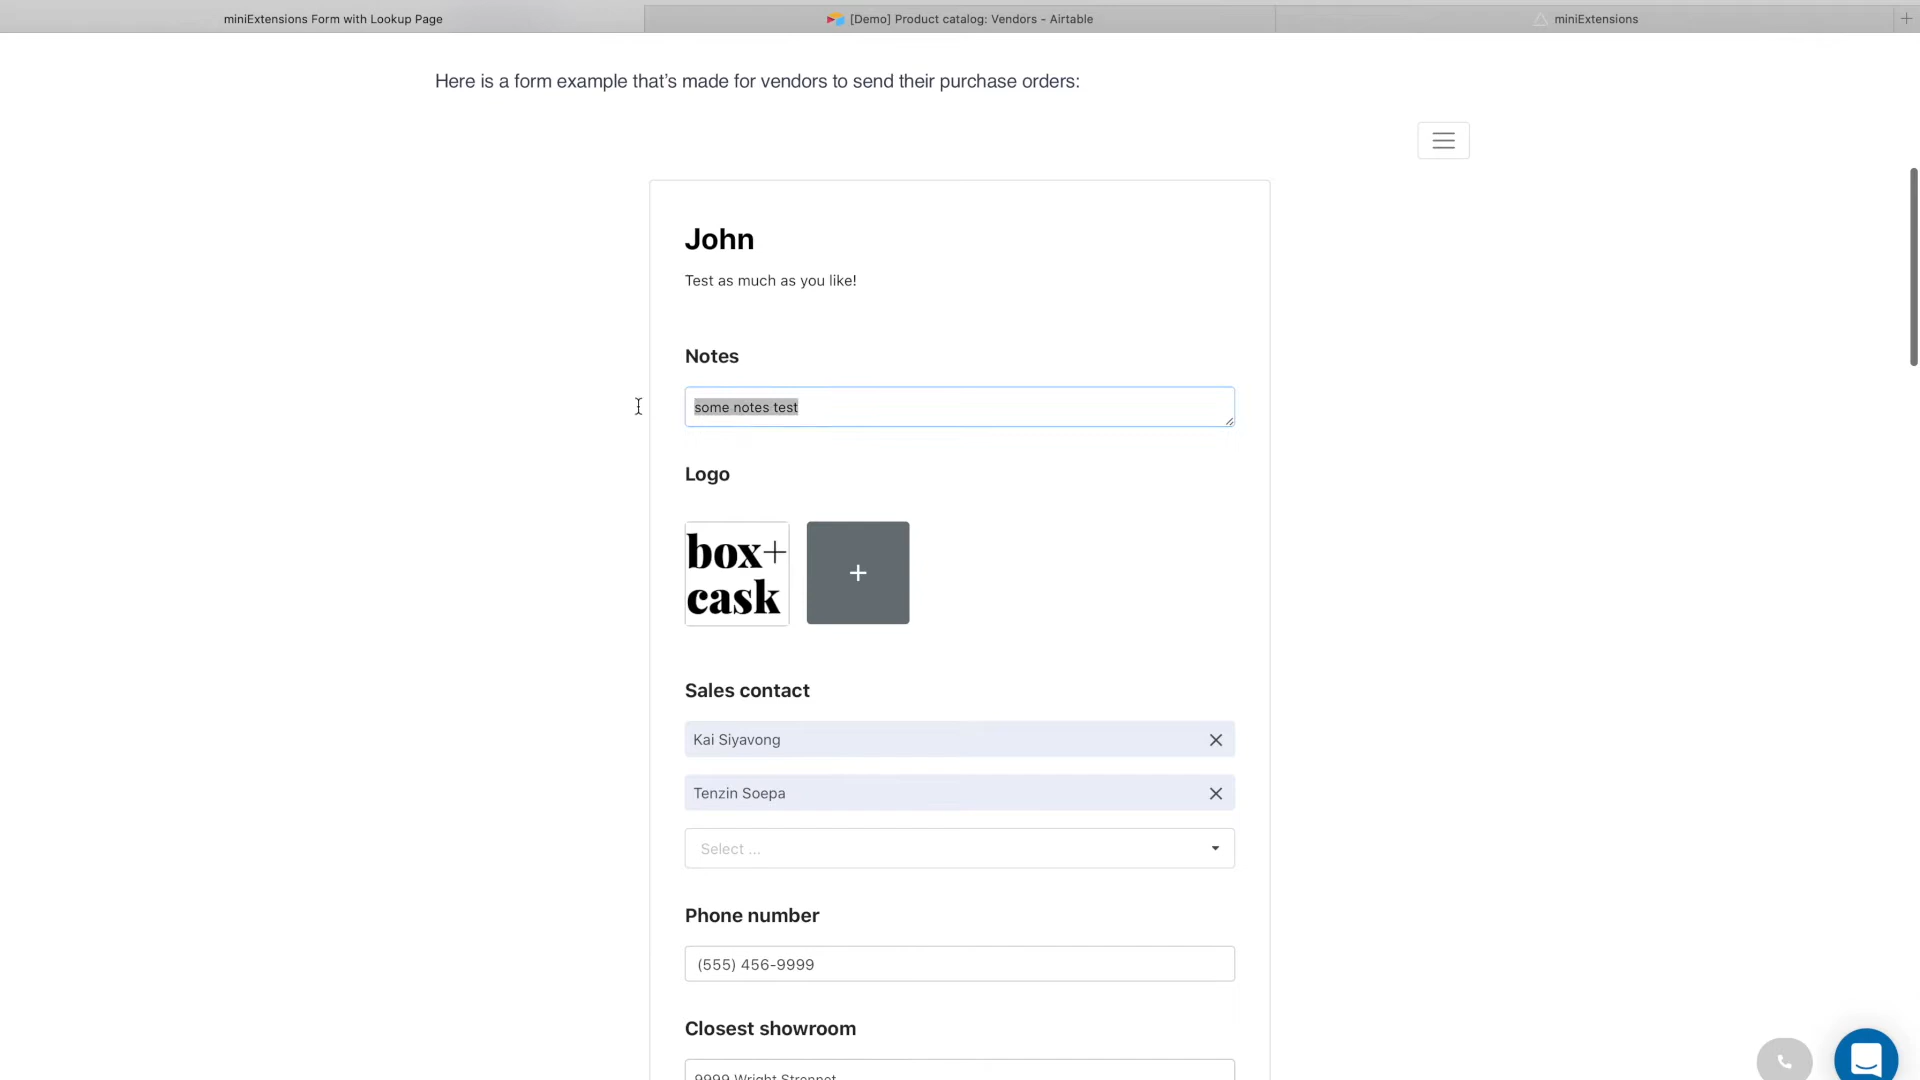 miniExtensions Form with Lookup Page
[Demo] Product catalog: Vendors - Airtable
miniExtensions
Here is a form example that's made for vendors to send their purchase orders:
John
Test as much as you like!
Notes
some notes test
Logo
box+
cask
Sales contact
Kai Siyavong
Tenzin Soepa
Select ...
Phone number
(555) 456-9999
Closest showroom
9999 Wright